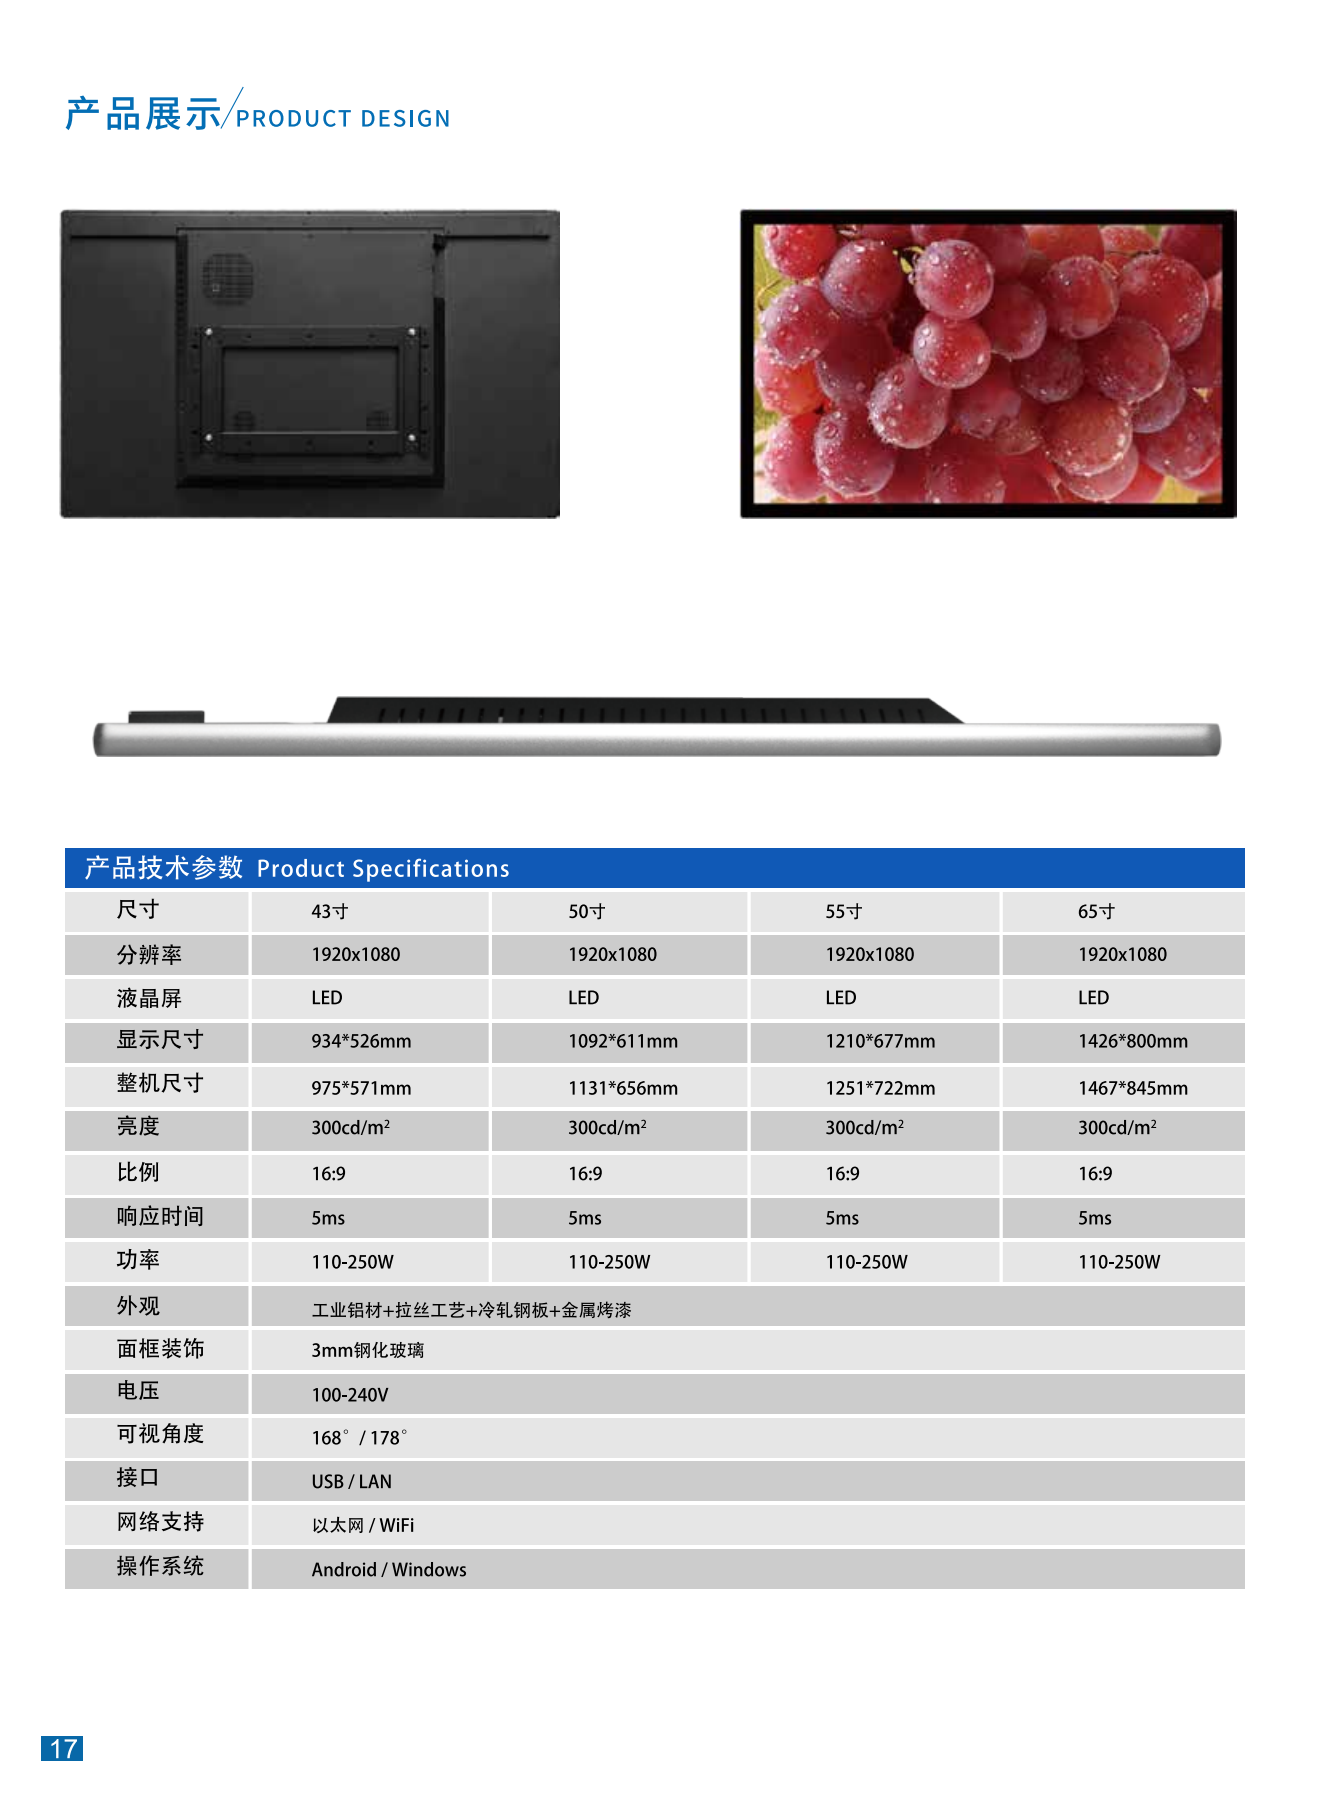 产品展示/PRODUCT DESIGN
产品技术参数 Product Specifications
尺寸 43寸 50寸 55寸 65寸
分辨率 1920x1080 1920x1080 1920x1080 1920x1080
液晶屏 LED LED LED LED
显示尺寸 934*526mm 1092*611mm 1210*677mm 1426*800mm
整机尺寸 975*571mm 1131*656mm 1251*722mm 1467*845mm
亮度 300cd/m² 300cd/m² 300cd/m² 300cd/m²
比例 16:9 16:9 16:9 16:9
响应时间 5ms 5ms 5ms 5ms
功率 110-250W 110-250W 110-250W 110-250W
外观 工业铝材+拉丝工艺+冷轧钢板+金属烤漆
面框装饰 3mm钢化玻璃
电压 100-240V
可视角度 168° / 178°
接口 USB / LAN
网络支持 以太网 / WiFi
操作系统 Android / Windows
17